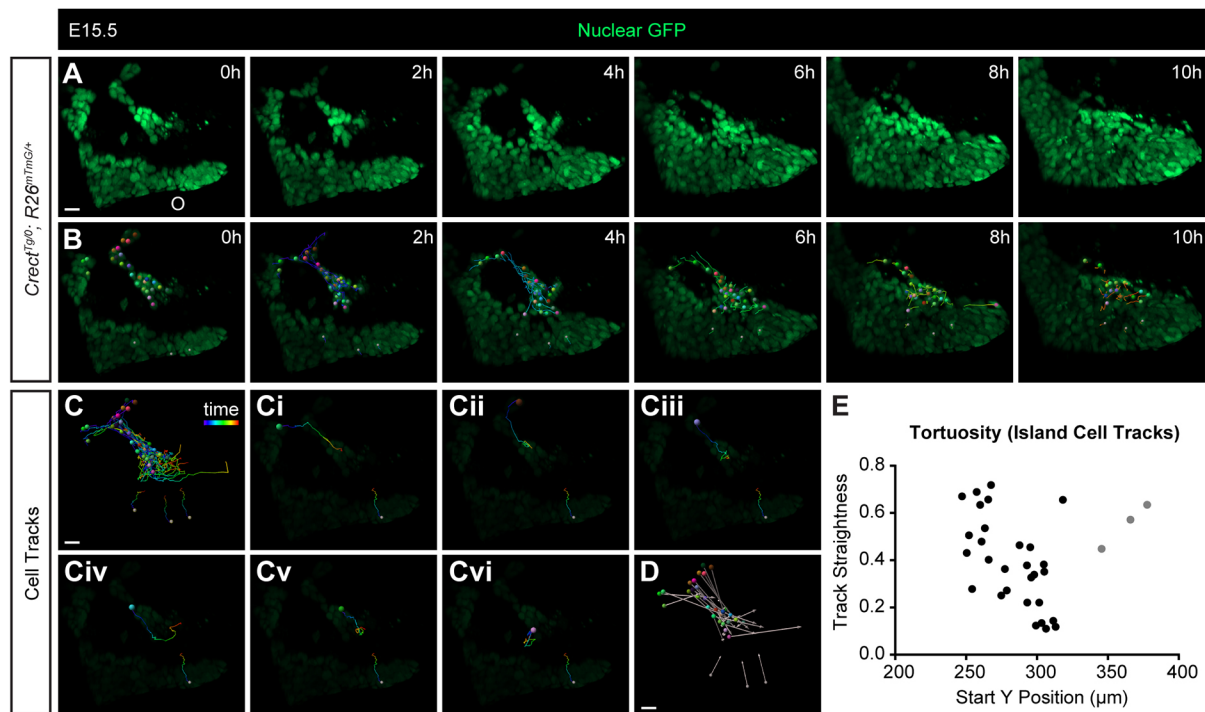 E15.5 Nuclear GFP
Crect^Tg/0; R26^mTmG/+
A 0h 2h 4h 6h 8h 10h
O
B 0h 2h 4h 6h 8h 10h
Cell Tracks
C time Ci Cii Ciii
Civ Cv Cvi D
E
Tortuosity (Island Cell Tracks)
Track Straightness
0.8
0.6
0.4
0.2
0.0
200 250 300 350 400
Start Y Position (µm)